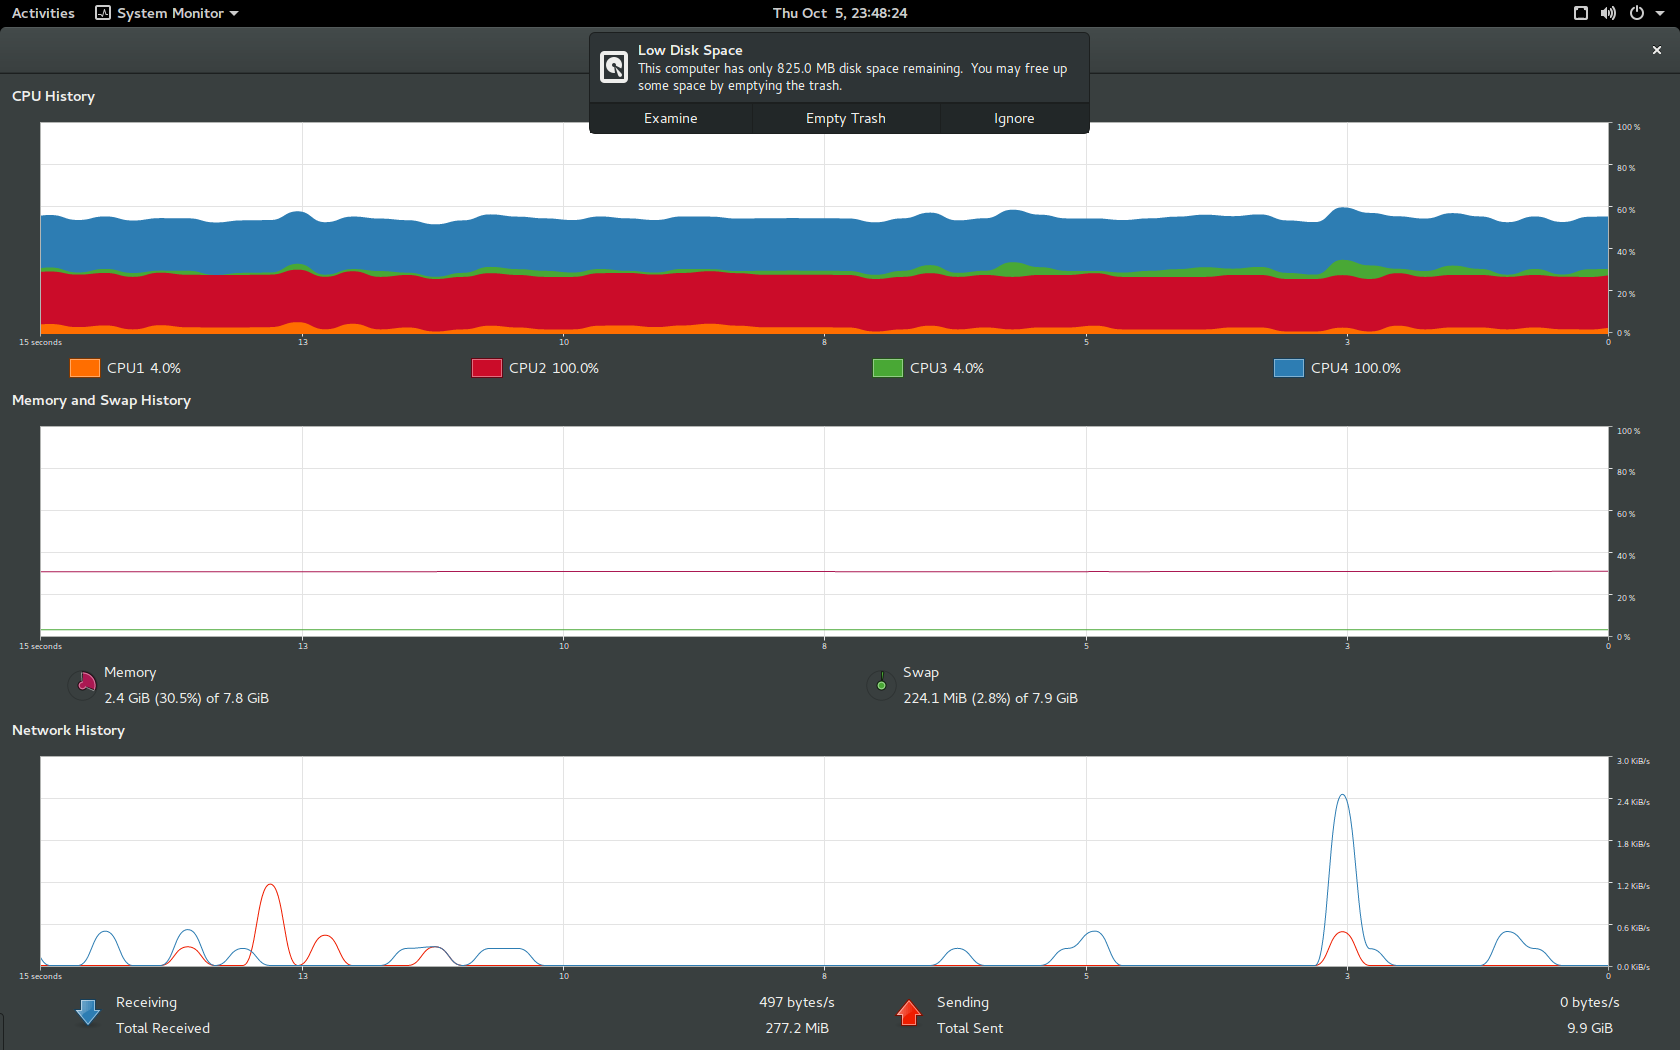 Activities System Monitor Thu Oct 5, 23:48:24
Low Disk Space
This computer has only 825.0 MB disk space remaining. You may free up
some space by emptying the trash.
Examine Empty Trash Ignore
CPU History
100 %
80 %
60 %
40 %
20 %
0 %
15 seconds 13 10 8 5 3 0
CPU1 4.0% CPU2 100.0% CPU3 4.0% CPU4 100.0%
Memory and Swap History
100 %
80 %
60 %
40 %
20 %
0 %
15 seconds 13 10 8 5 3 0
Memory Swap
2.4 GiB (30.5%) of 7.8 GiB 224.1 MiB (2.8%) of 7.9 GiB
Network History
3.0 KiB/s
2.4 KiB/s
1.8 KiB/s
1.2 KiB/s
0.6 KiB/s
0.0 KiB/s
15 seconds 13 10 8 5 3 0
Receiving 497 bytes/s Sending 0 bytes/s
Total Received 277.2 MiB Total Sent 9.9 GiB